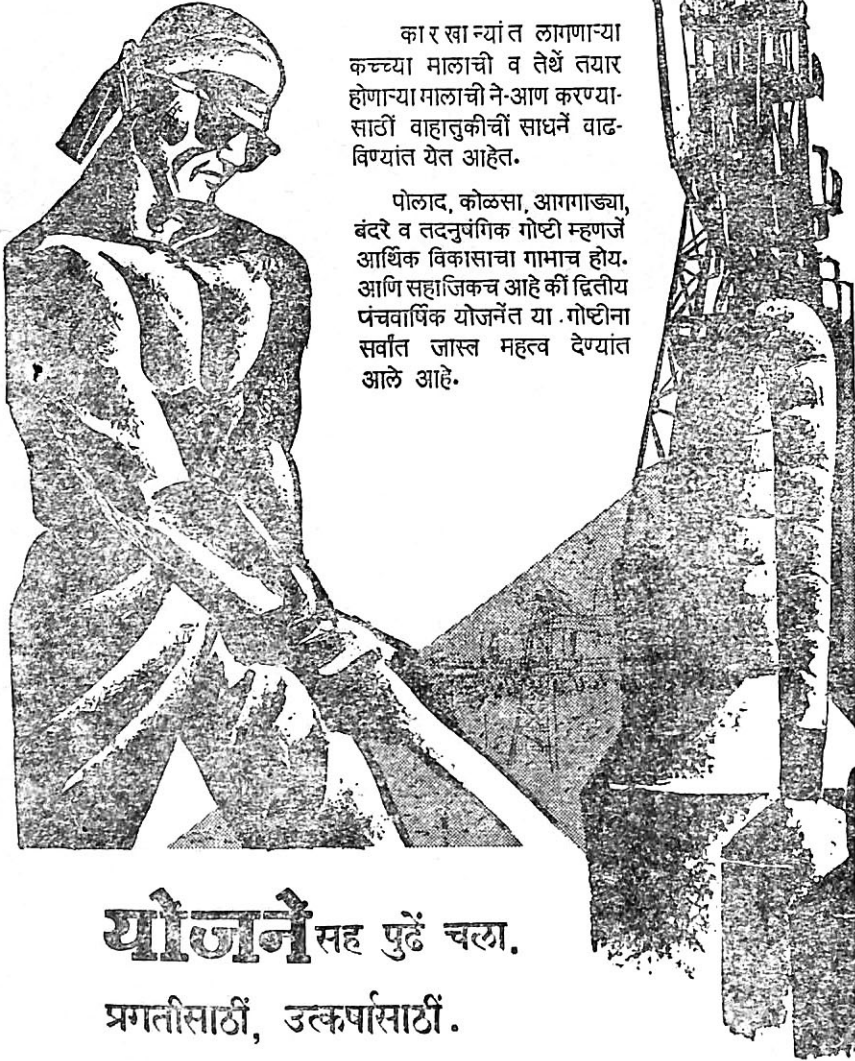 कारखान्यांत लागणाऱ्या
कच्च्या मालाची व तेथें तयार
होणाऱ्या मालाची ने-आण करण्या-
साठीं वाहातुकीचीं साधनें वाढ-
विण्यांत येत आहेत.
पोलाद, कोळसा, आगगाड्या,
बंदरे व तदनुषंगिक गोष्टी म्हणजे
आर्थिक विकासाचा गाभाच होय.
आणि सहाजिकच आहे कीं द्वितीय
पंचवार्षिक योजनेंत या गोष्टीना
सर्वांत जास्त महत्व देण्यांत
आले आहे.
योजनेसह पुढें चला.
प्रगतीसाठीं, उत्कर्षासाठीं.